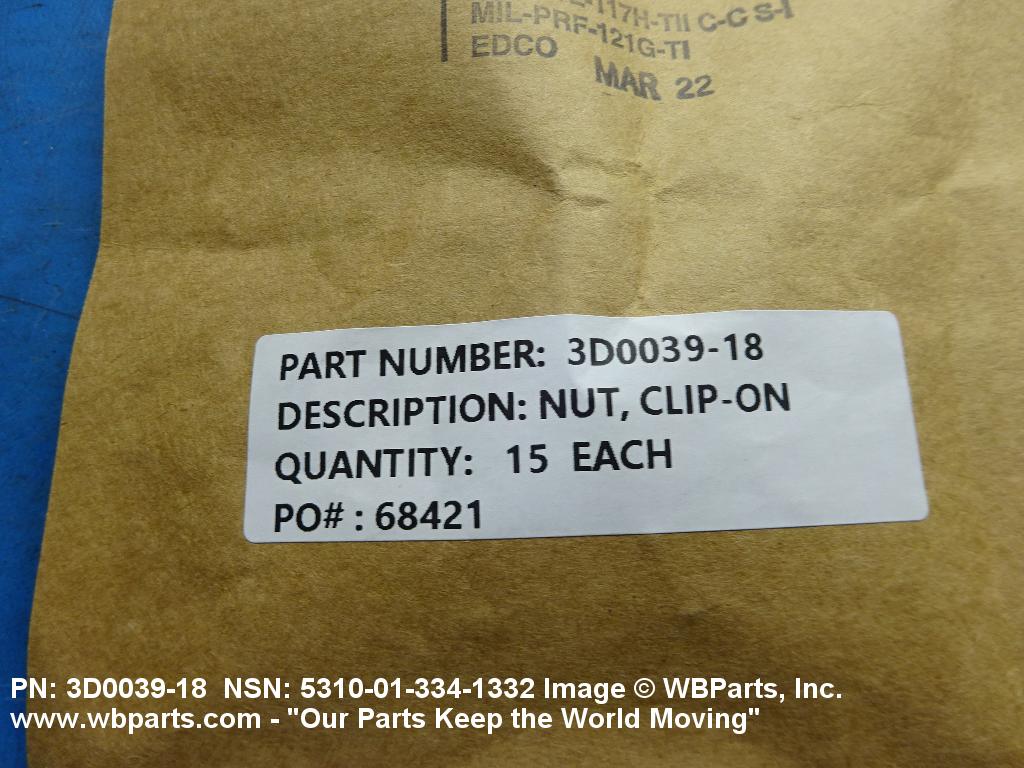 117H-TII C-C S-I
MIL-PRF-121G-TI
EDCO
MAR 22
PART NUMBER: 3D0039-18
DESCRIPTION: NUT, CLIP-ON
QUANTITY: 15 EACH
PO# : 68421
PN: 3D0039-18 NSN: 5310-01-334-1332 Image © WBParts, Inc.
www.wbparts.com - "Our Parts Keep the World Moving"